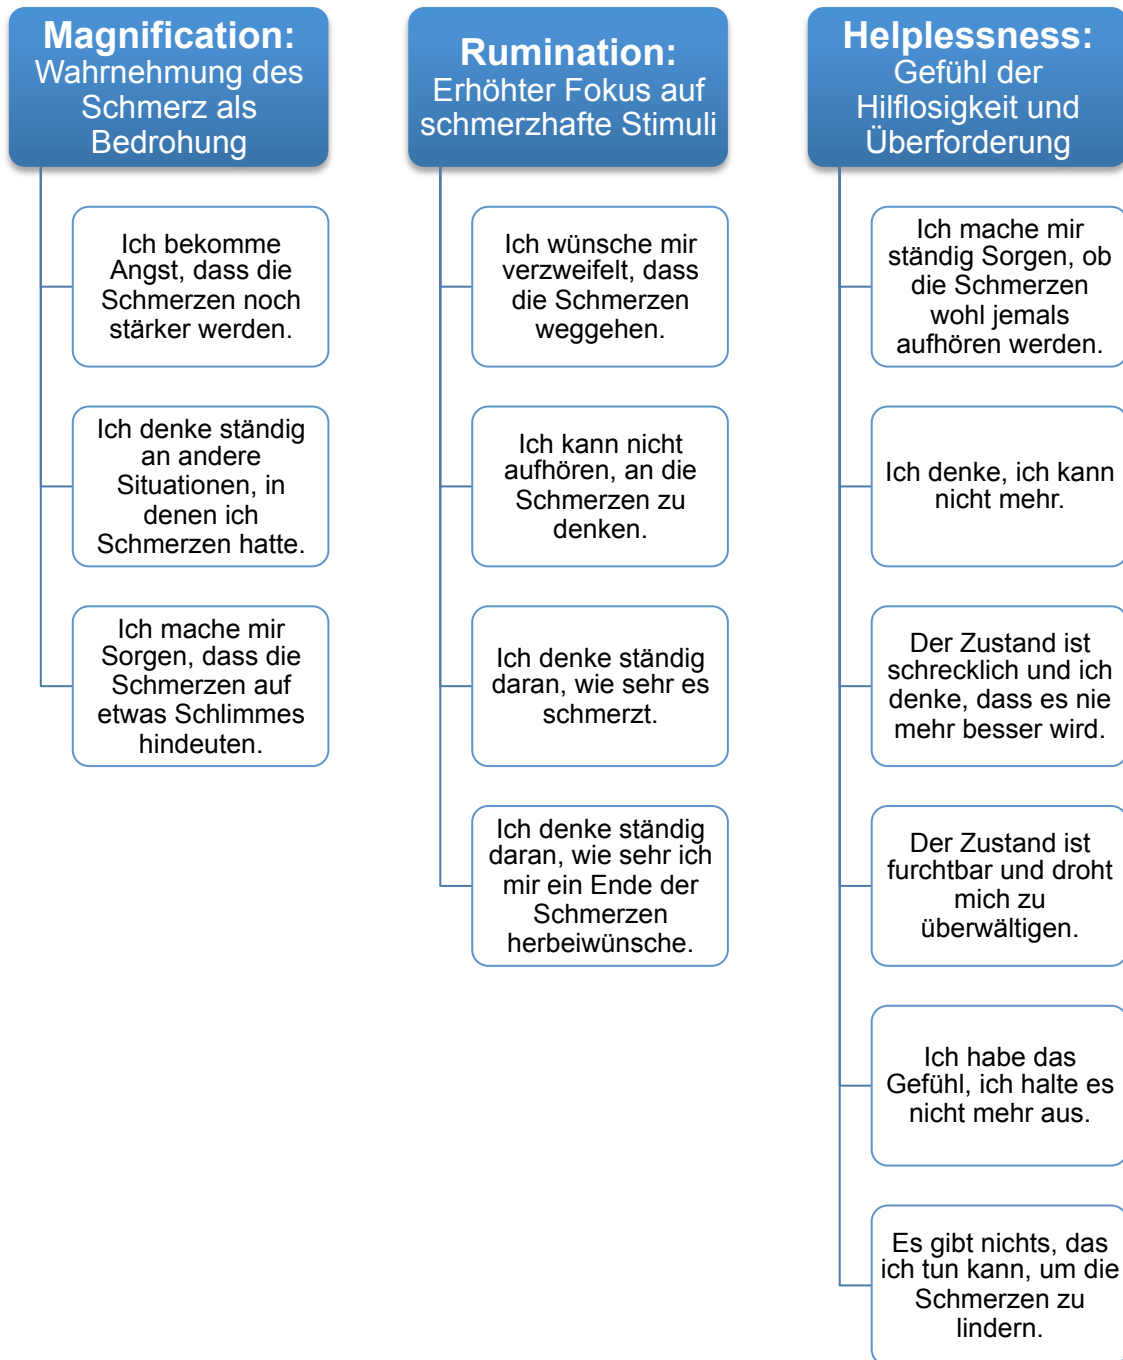 Magnification:
Wahrnehmung des
Schmerz als
Bedrohung
Ich bekomme
Angst, dass die
Schmerzen noch
stärker werden.
Ich denke ständig
an andere
Situationen, in
denen ich
Schmerzen hatte.
Ich mache mir
Sorgen, dass die
Schmerzen auf
etwas Schlimmes
hindeuten.
Rumination:
Erhöhter Fokus auf
schmerzhafte Stimuli
Ich wünsche mir
verzweifelt, dass
die Schmerzen
weggehen.
Ich kann nicht
aufhören, an die
Schmerzen zu
denken.
Ich denke ständig
daran, wie sehr es
schmerzt.
Ich denke ständig
daran, wie sehr ich
mir ein Ende der
Schmerzen
herbeiwünsche.
Helplessness:
Gefühl der
Hilflosigkeit und
Überforderung
Ich mache mir
ständig Sorgen, ob
die Schmerzen
wohl jemals
aufhören werden.
Ich denke, ich kann
nicht mehr.
Der Zustand ist
schrecklich und ich
denke, dass es nie
mehr besser wird.
Der Zustand ist
furchtbar und droht
mich zu
überwältigen.
Ich habe das
Gefühl, ich halte es
nicht mehr aus.
Es gibt nichts, das
ich tun kann, um die
Schmerzen zu
lindern.